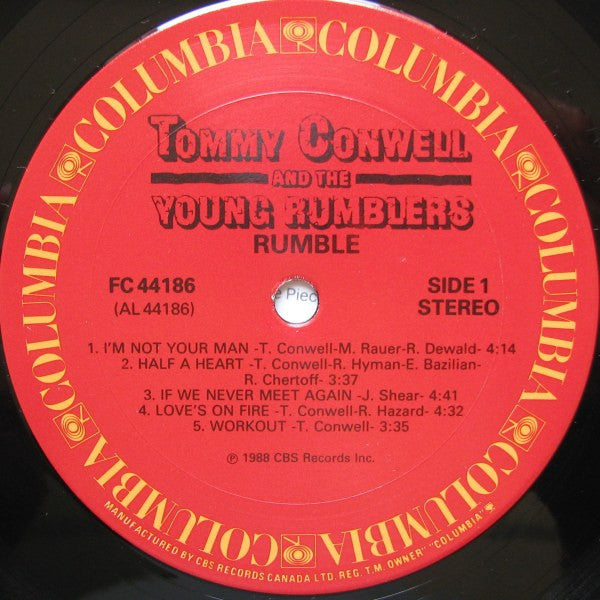 COLUMBIA COLUMBIA COLUMBIA COLUMBIA COLUMBIA COLUMBIA
TOMMY CONWELL
AND THE
YOUNG RUMBLERS
RUMBLE
FC 44186
(AL 44186)
SIDE 1
STEREO
e Piec
1. I'M NOT YOUR MAN -T. Conwell-M. Rauer-R. Dewald- 4:14
2. HALF A HEART -T. Conwell-R. Hyman-E. Bazilian-
R. Chertoff- 3:37
3. IF WE NEVER MEET AGAIN -J. Shear- 4:41
4. LOVE'S ON FIRE -T. Conwell-R. Hazard- 4:32
5. WORKOUT -T. Conwell- 3:35
℗ 1988 CBS Records Inc.
MANUFACTURED BY CBS RECORDS CANADA LTD. REG. T.M. OWNER "COLUMBIA"